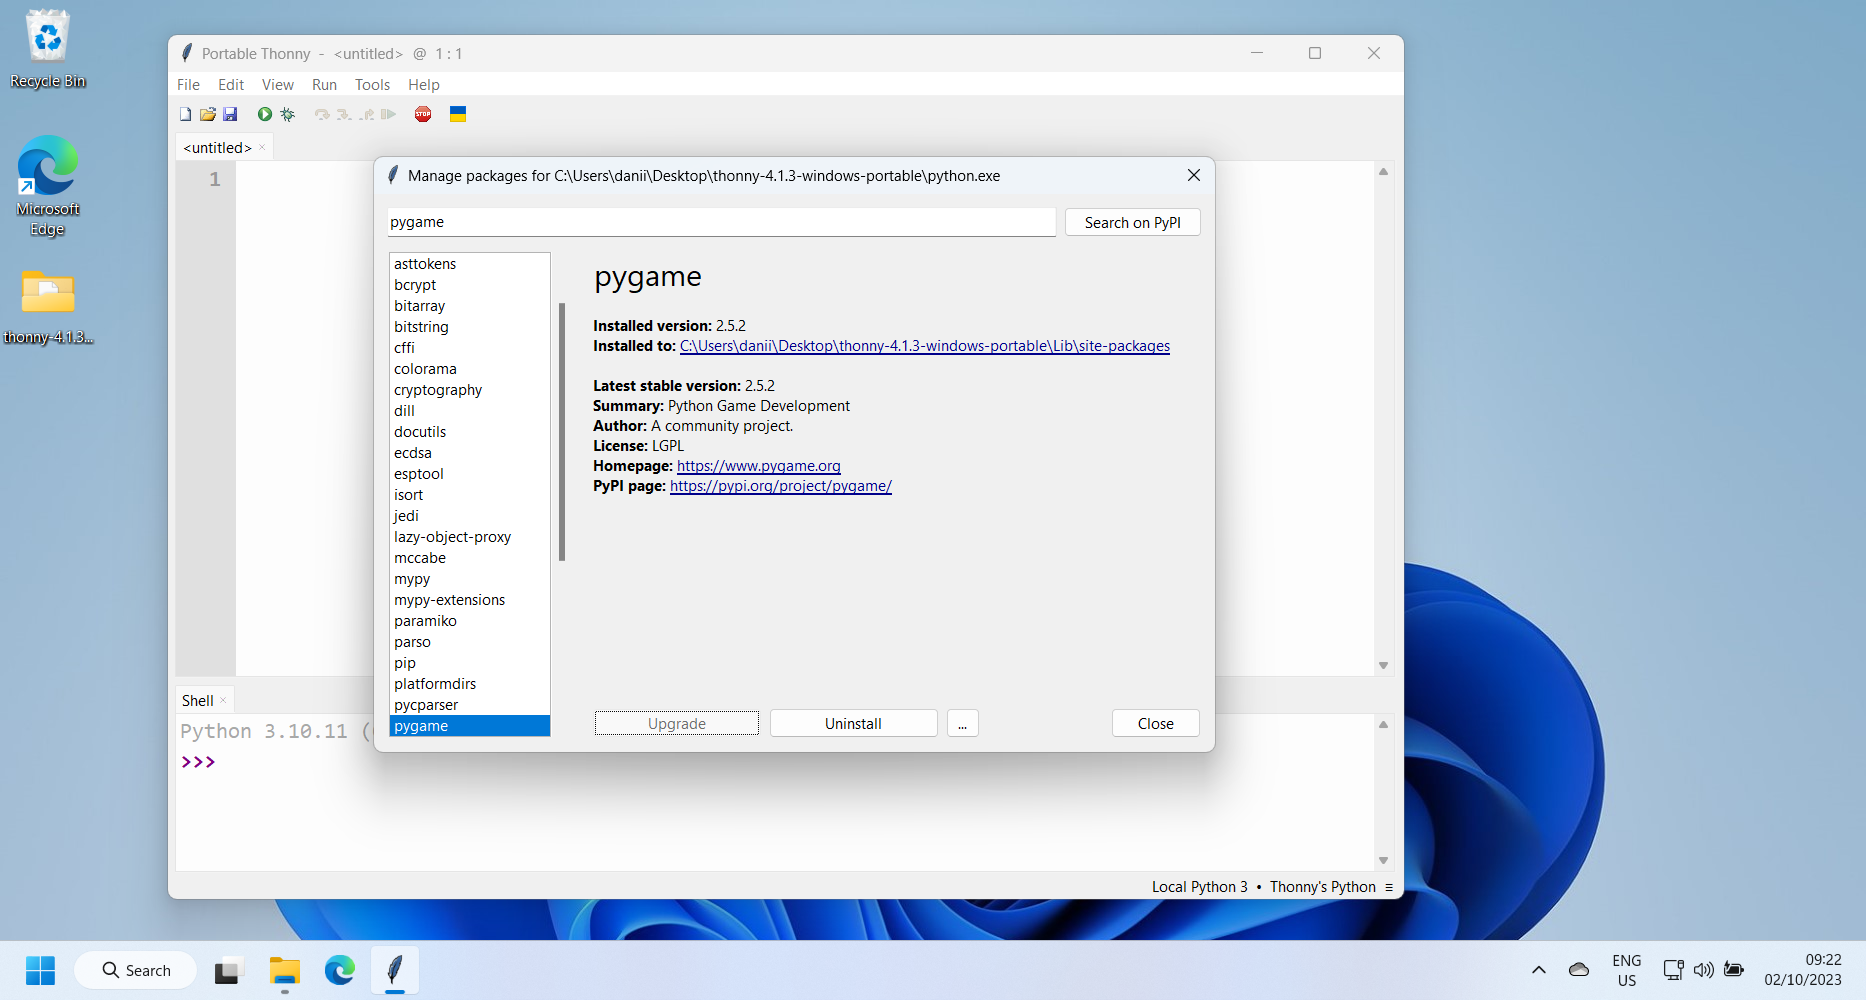 Recycle Bin
Microsoft
Edge
thonny-4.1.3...
Portable Thonny - <untitled> @ 1 : 1
File Edit View Run Tools Help
STOP
<untitled> ×
1
Manage packages for C:\Users\danii\Desktop\thonny-4.1.3-windows-portable\python.exe
pygame
Search on PyPI
asttokens
bcrypt
bitarray
bitstring
cffi
colorama
cryptography
dill
docutils
ecdsa
esptool
isort
jedi
lazy-object-proxy
mccabe
mypy
mypy-extensions
paramiko
parso
pip
platformdirs
pycparser
pygame
pygame
Installed version: 2.5.2
Installed to: C:\Users\danii\Desktop\thonny-4.1.3-windows-portable\Lib\site-packages
Latest stable version: 2.5.2
Summary: Python Game Development
Author: A community project.
License: LGPL
Homepage: https://www.pygame.org
PyPI page: https://pypi.org/project/pygame/
Upgrade
Uninstall
...
Close
Shell ×
Python 3.10.11 (
>>>
Local Python 3 • Thonny's Python ≡
Search
ENG
US
09:22
02/10/2023